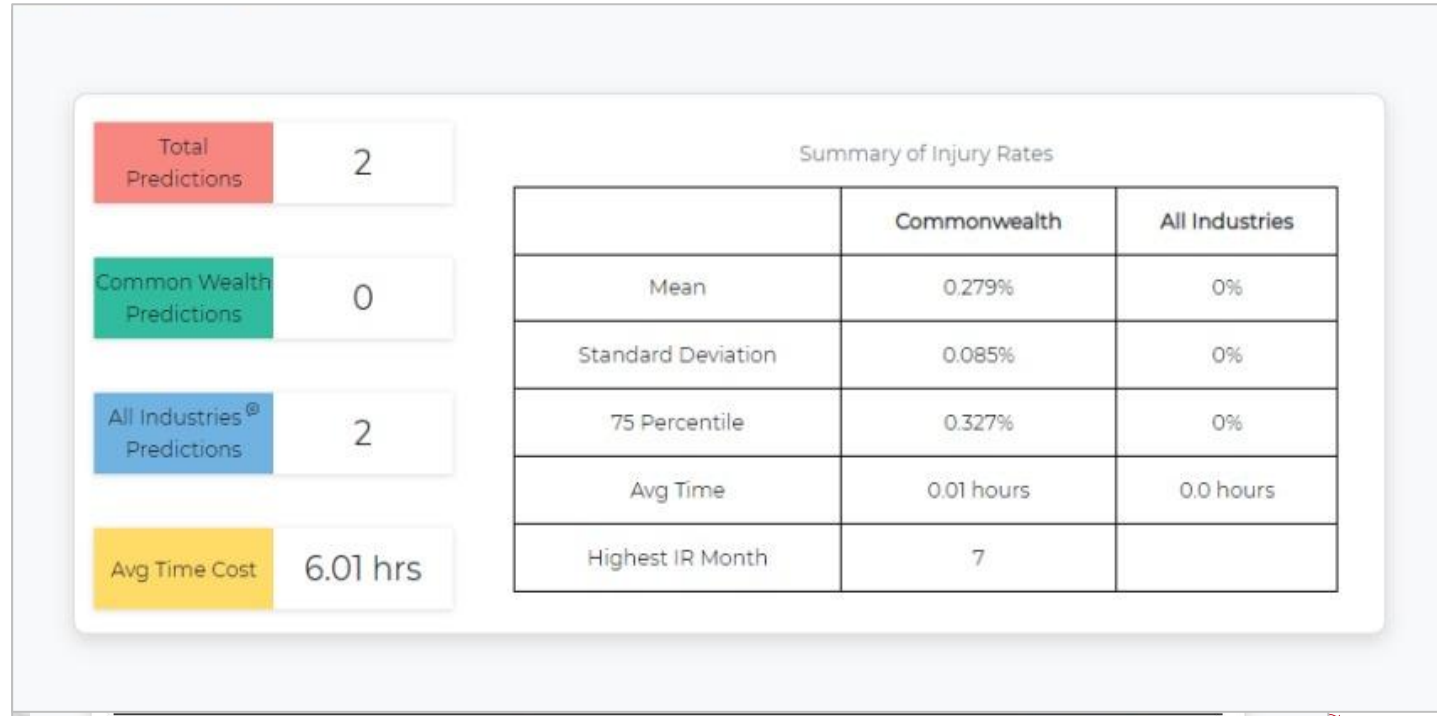 Total
Predictions
2
Common Wealth
Predictions
0
All Industries
Predictions
2
Avg Time Cost
6.01 hrs
Summary of Injury Rates
Commonwealth All Industries
Mean 0.279% 0%
Standard Deviation 0.085% 0%
75 Percentile 0.327% 0%
Avg Time 0.01 hours 0.0 hours
Highest IR Month 7